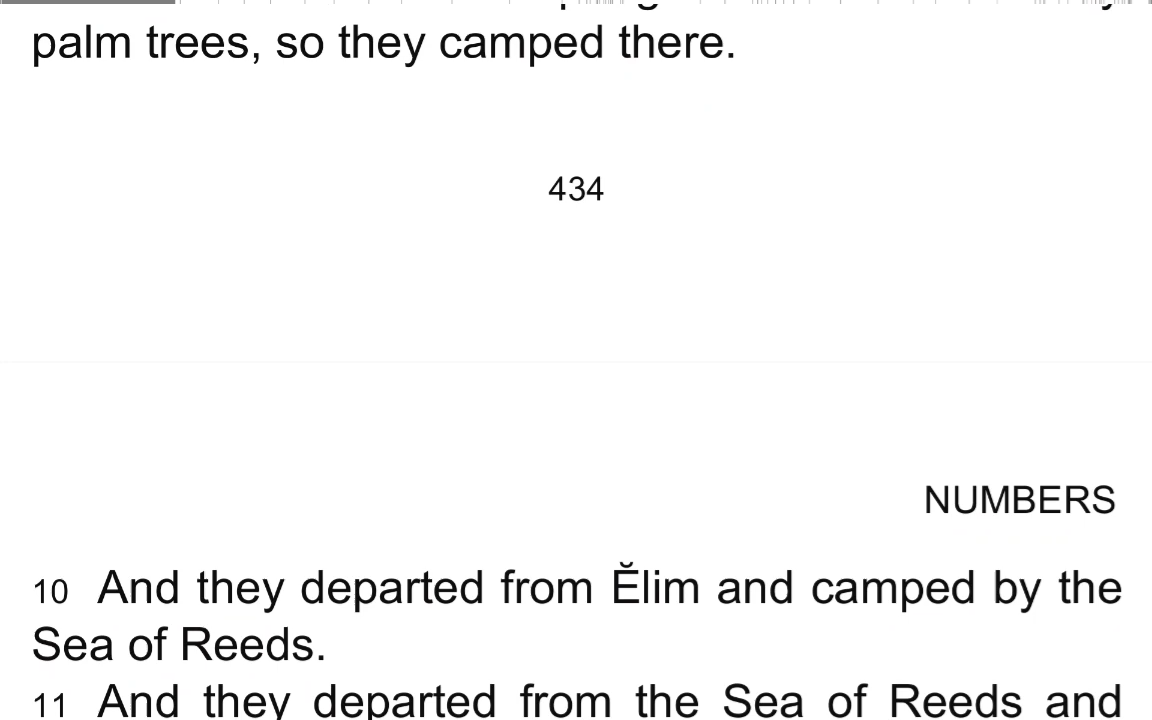 palm trees, so they camped there.
434
NUMBERS
10 And they departed from Ĕlim and camped by the
Sea of Reeds.
11 And they departed from the Sea of Reeds and